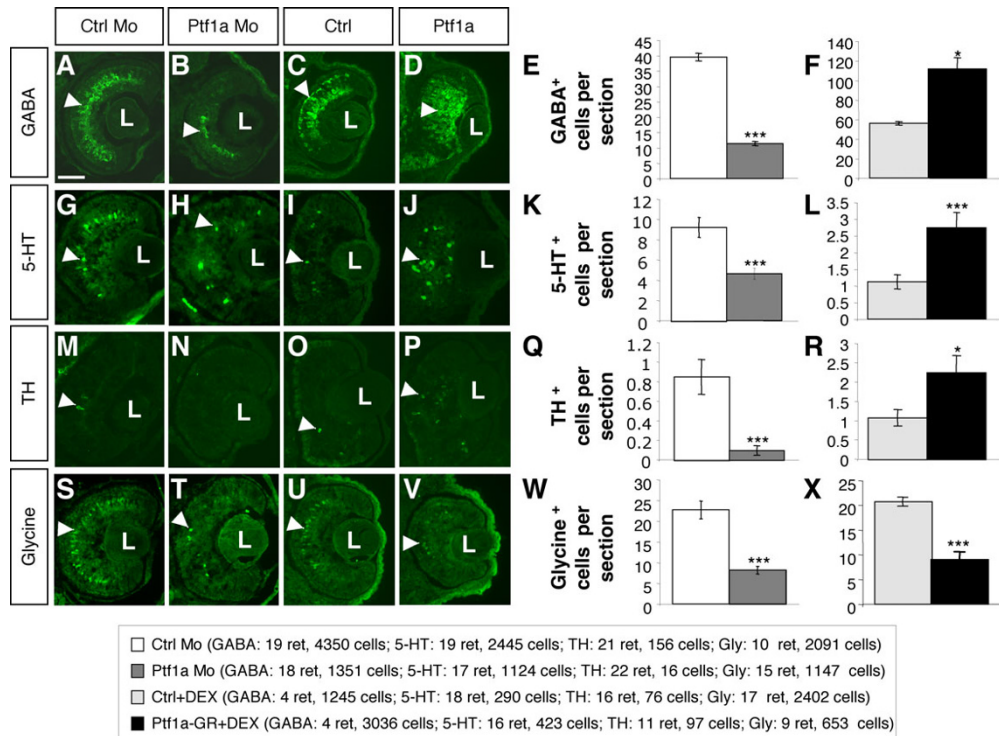 Ctrl Mo Ptf1a Mo Ctrl Ptf1a
GABA
A B C D
L L L L
E
GABA+
cells per
section
45
40
35
30
25
20
15
10
5
0
***
F
140
120
100
80
60
40
20
0
*
5-HT
G H I J
L L L L
K
5-HT +
cells per
section
12
10
8
6
4
2
0
***
L
3.5
3
2.5
2
1.5
1
0.5
0
***
TH
M N O P
L L L L
Q
TH +
cells per
section
1.2
1
0.8
0.6
0.4
0.2
0
***
R
3
2
1
0
*
Glycine
S T U V
L L L L
W
Glycine+
cells per
section
30
25
20
15
10
5
0
***
X
25
20
15
10
5
0
***
Ctrl Mo (GABA: 19 ret, 4350 cells; 5-HT: 19 ret, 2445 cells; TH: 21 ret, 156 cells; Gly: 10 ret, 2091 cells)
Ptf1a Mo (GABA: 18 ret, 1351 cells; 5-HT: 17 ret, 1124 cells; TH: 22 ret, 16 cells; Gly: 15 ret, 1147 cells)
Ctrl+DEX (GABA: 4 ret, 1245 cells; 5-HT: 18 ret, 290 cells; TH: 16 ret, 76 cells; Gly: 17 ret, 2402 cells)
Ptf1a-GR+DEX (GABA: 4 ret, 3036 cells; 5-HT: 16 ret, 423 cells; TH: 11 ret, 97 cells; Gly: 9 ret, 653 cells)